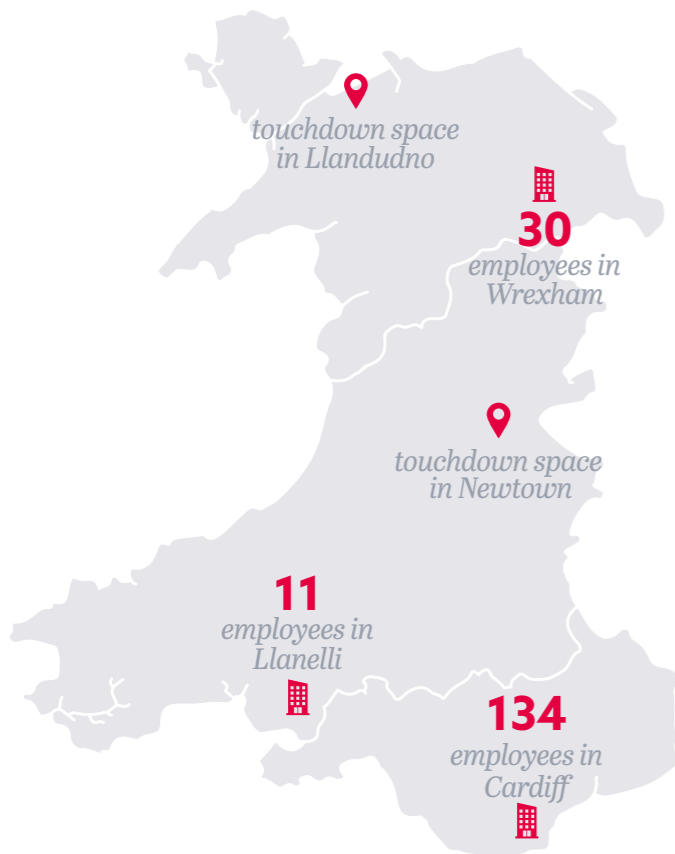 touchdown space
in Llandudno
30
employees in
Wrexham
touchdown space
in Newtown
11
employees in
Llanelli
134
employees in
Cardiff